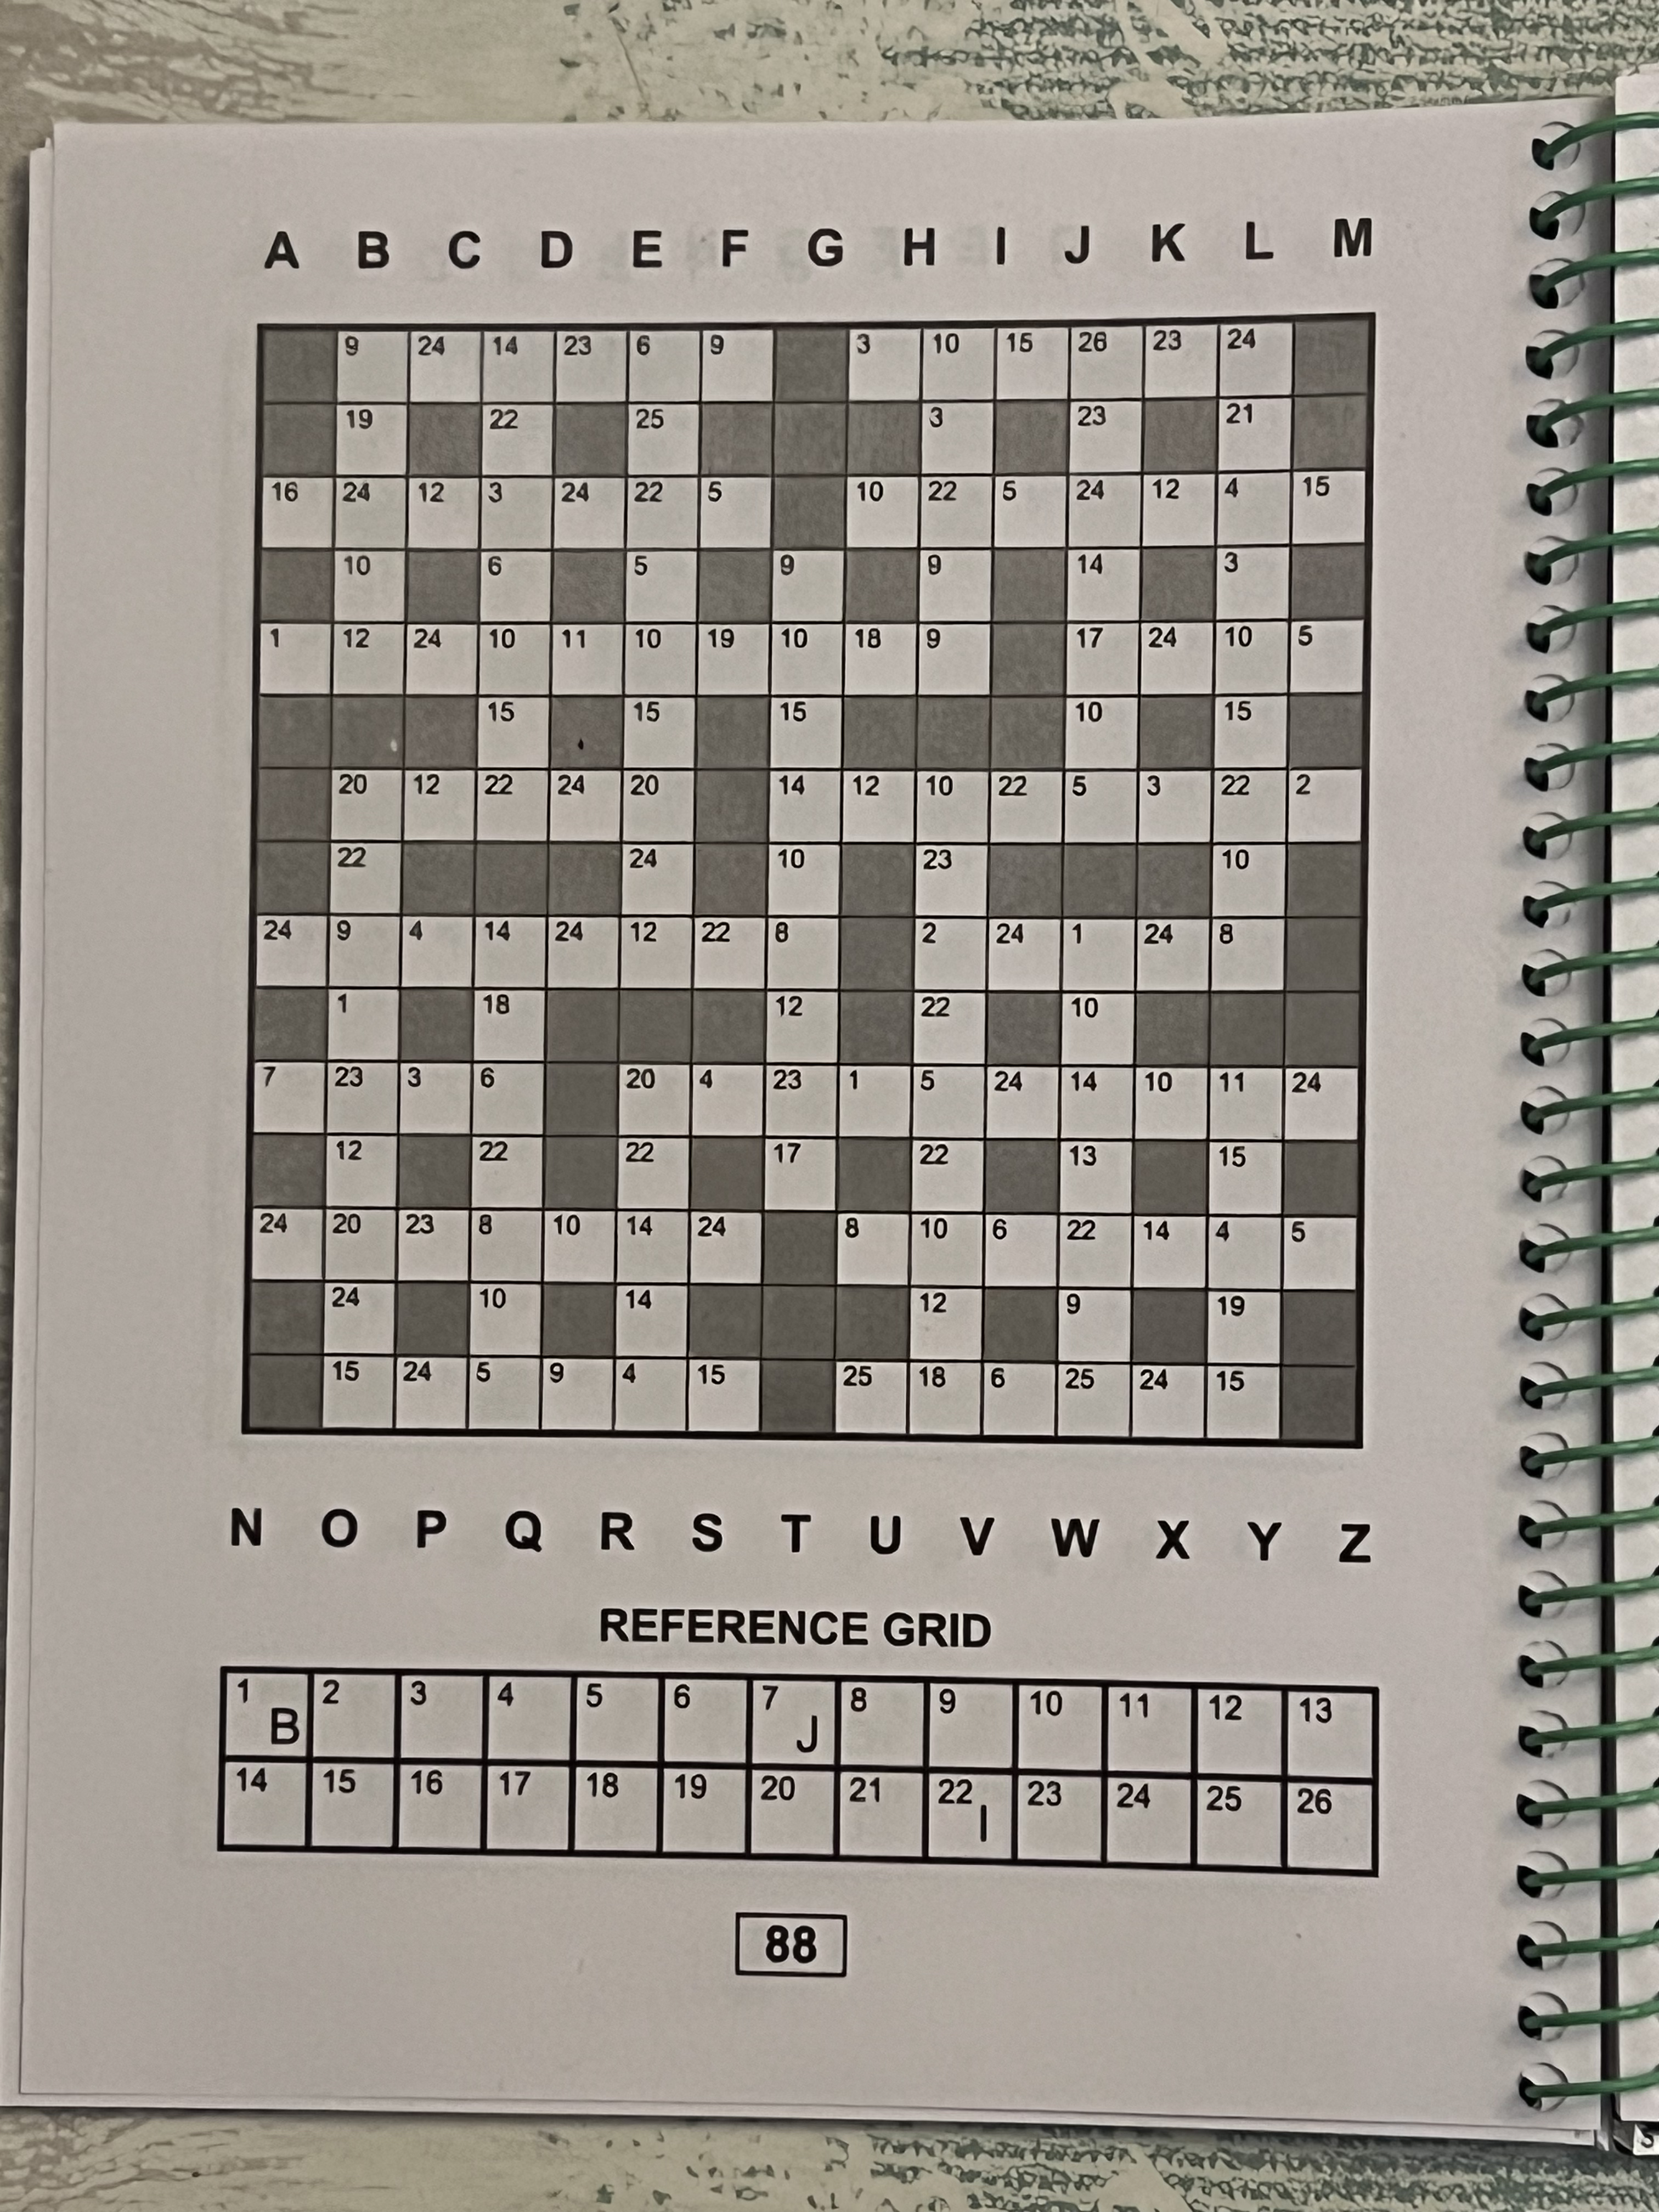 A B C D E F G H I J K L M
9 24 14 23 6 9 3 10 15 26 23 24
19 22 25 3 23 21
16 24 12 3 24 22 5 10 22 5 24 12 4 15
10 6 5 9 9 14 3
1 12 24 10 11 10 19 10 18 9 17 24 10 5
15 15 15 10 15
20 12 22 24 20 14 12 10 22 5 3 22 2
22 24 10 23 10
24 9 4 14 24 12 22 8 2 24 1 24 8
1 18 12 22 10
7 23 3 6 20 4 23 1 5 24 14 10 11 24
12 22 22 17 22 13 15
24 20 23 8 10 14 24 8 10 6 22 14 4 5
24 10 14 12 9 19
15 24 5 9 4 15 25 18 6 25 24 15
N O P Q R S T U V W X Y Z
REFERENCE GRID
1 B 2 3 4 5 6 7 J 8 9 10 11 12 13
14 15 16 17 18 19 20 21 22 I 23 24 25 26
88